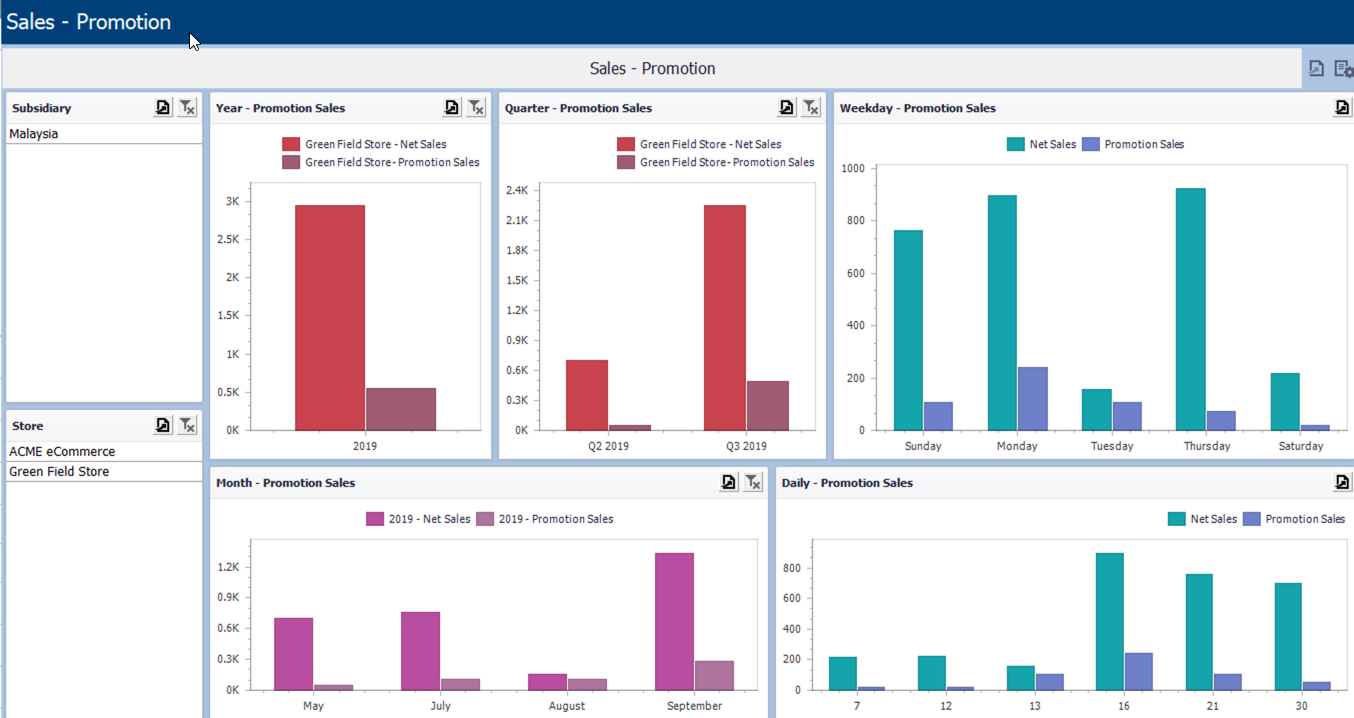 Sales - Promotion
Sales - Promotion
Subsidiary
Malaysia
Store
ACME eCommerce
Green Field Store
Year - Promotion Sales
Green Field Store - Net Sales
Green Field Store- Promotion Sales
3K
2.5K
2K
1.5K
1K
0.5K
0K
2019
Quarter - Promotion Sales
Green Field Store - Net Sales
Green Field Store- Promotion Sales
2.4K
2.1K
1.8K
1.5K
1.2K
0.9K
0.6K
0.3K
0K
Q2 2019 Q3 2019
Weekday - Promotion Sales
Net Sales Promotion Sales
1000
800
600
400
200
0
Sunday Monday Tuesday Thursday Saturday
Month - Promotion Sales
2019 - Net Sales 2019 - Promotion Sales
1.2K
0.9K
0.6K
0.3K
0K
May July August September
Daily - Promotion Sales
Net Sales Promotion Sales
800
600
400
200
0
7 12 13 16 21 30